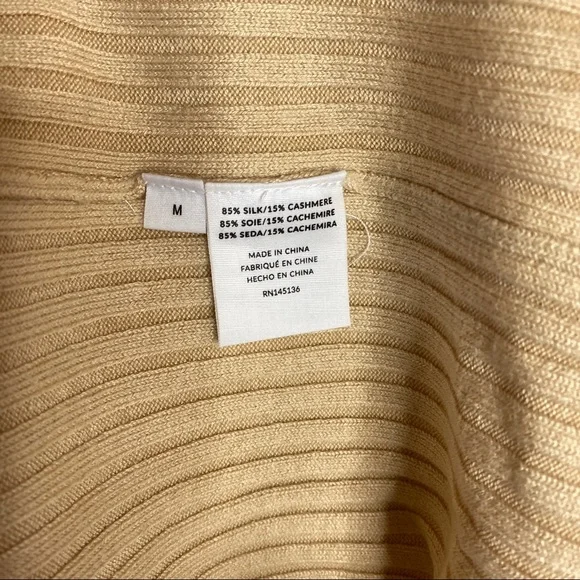 M
85% SILK/15% CASHMERE
85% SOIE/15% CACHEMIRE
85% SEDA/15% CACHEMIRA
MADE IN CHINA
FABRIQUÉ EN CHINE
HECHO EN CHINA
RN145136